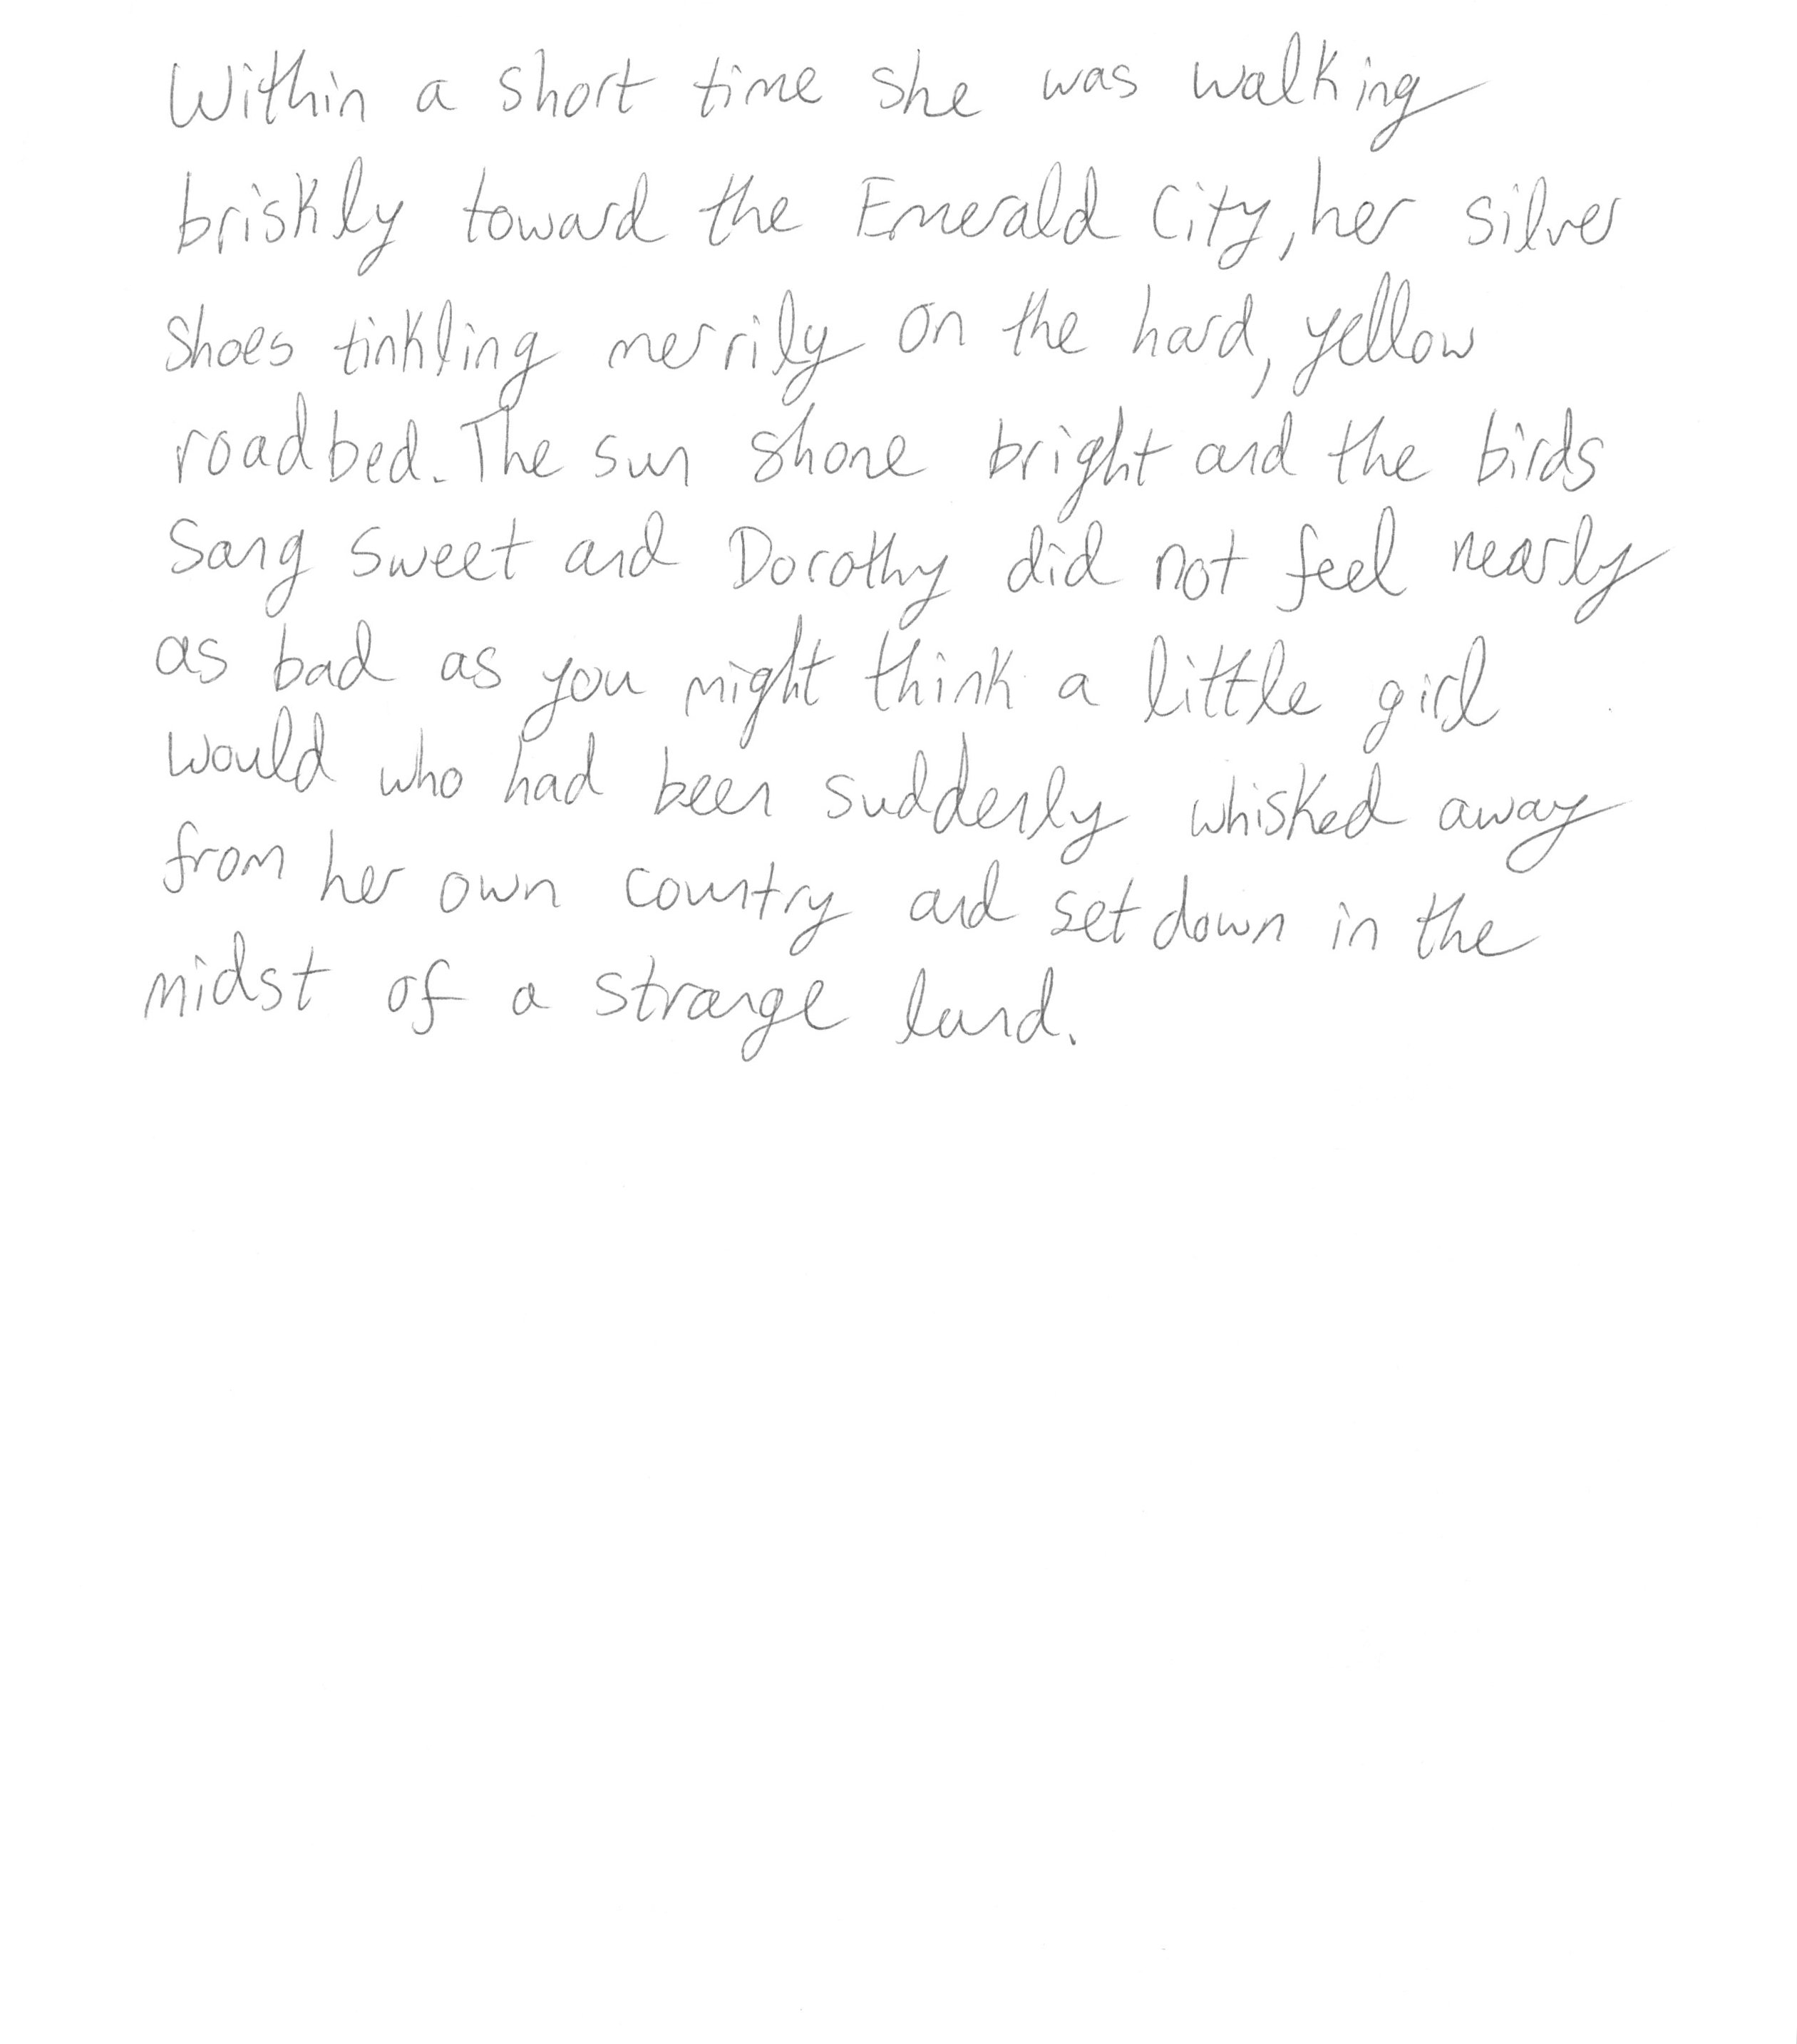 Within a short time she was walking
briskly toward the Emerald City, her silver
Shoes tinkling merrily on the hard, yellow
roadbed. The sun shone bright and the birds
Sang sweet and Dorothy did not feel nearly
as bad as you might think a little girl
would who had been suddenly whisked away
from her own country and set down in the
midst of a strange land.